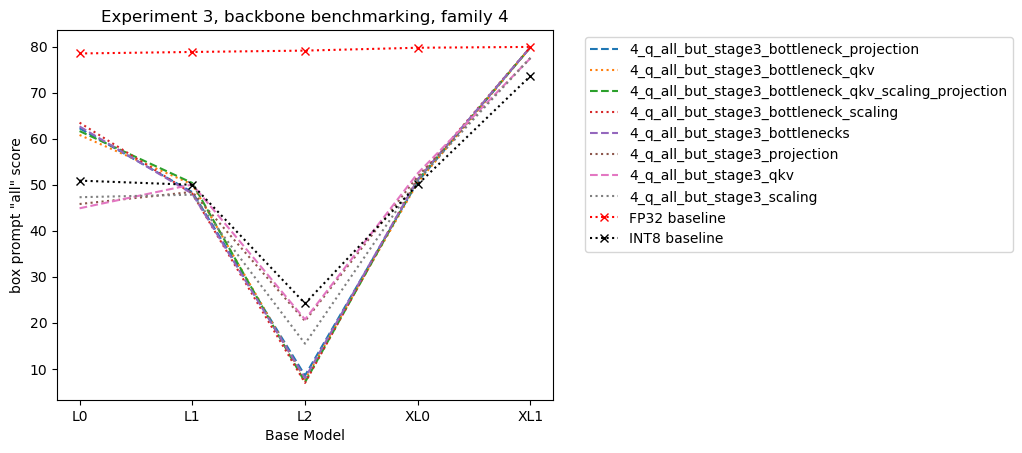 Experiment 3, backbone benchmarking, family 4
box prompt "all" score
80
70
60
50
40
30
20
10
L0
L1
L2
XL0
XL1
Base Model
4_q_all_but_stage3_bottleneck_projection
4_q_all_but_stage3_bottleneck_qkv
4_q_all_but_stage3_bottleneck_qkv_scaling_projection
4_q_all_but_stage3_bottleneck_scaling
4_q_all_but_stage3_bottlenecks
4_q_all_but_stage3_projection
4_q_all_but_stage3_qkv
4_q_all_but_stage3_scaling
FP32 baseline
INT8 baseline